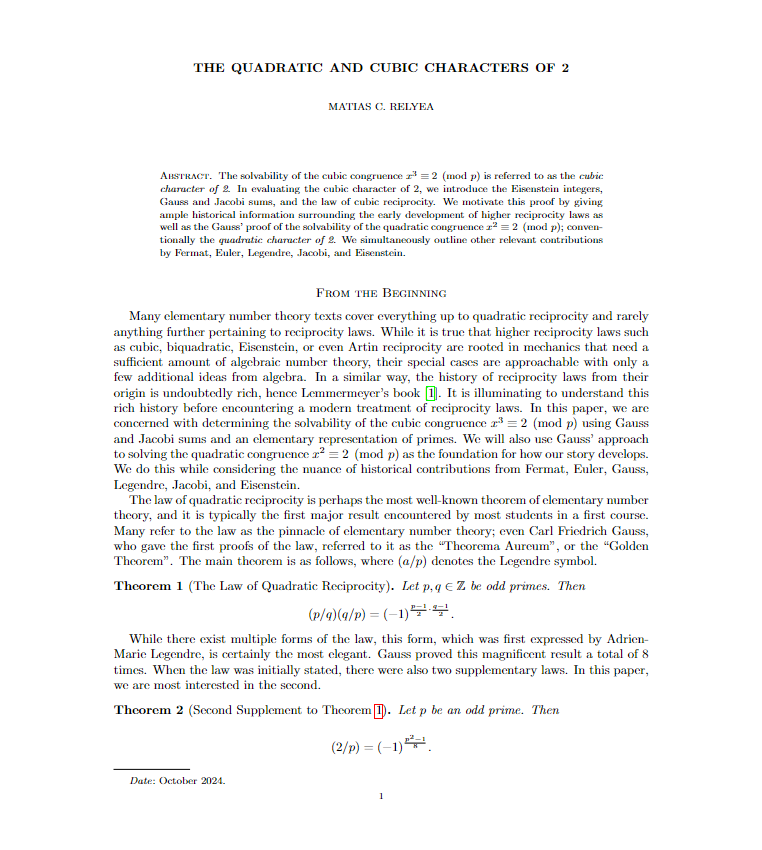 THE QUADRATIC AND CUBIC CHARACTERS OF 2
MATIAS C. RELYEA
ABSTRACT. The solvability of the cubic congruence x³ ≡ 2 (mod p) is referred to as the cubic
character of 2. In evaluating the cubic character of 2, we introduce the Eisenstein integers,
Gauss and Jacobi sums, and the law of cubic reciprocity. We motivate this proof by giving
ample historical information surrounding the early development of higher reciprocity laws as
well as the Gauss' proof of the solvability of the quadratic congruence x² ≡ 2 (mod p); conven-
tionally the quadratic character of 2. We simultaneously outline other relevant contributions
by Fermat, Euler, Legendre, Jacobi, and Eisenstein.
FROM THE BEGINNING
Many elementary number theory texts cover everything up to quadratic reciprocity and rarely
anything further pertaining to reciprocity laws. While it is true that higher reciprocity laws such
as cubic, biquadratic, Eisenstein, or even Artin reciprocity are rooted in mechanics that need a
sufficient amount of algebraic number theory, their special cases are approachable with only a
few additional ideas from algebra. In a similar way, the history of reciprocity laws from their
origin is undoubtedly rich, hence Lemmermeyer's book [1]. It is illuminating to understand this
rich history before encountering a modern treatment of reciprocity laws. In this paper, we are
concerned with determining the solvability of the cubic congruence x³ ≡ 2 (mod p) using Gauss
and Jacobi sums and an elementary representation of primes. We will also use Gauss' approach
to solving the quadratic congruence x² ≡ 2 (mod p) as the foundation for how our story develops.
We do this while considering the nuance of historical contributions from Fermat, Euler, Gauss,
Legendre, Jacobi, and Eisenstein.
The law of quadratic reciprocity is perhaps the most well-known theorem of elementary number
theory, and it is typically the first major result encountered by most students in a first course.
Many refer to the law as the pinnacle of elementary number theory; even Carl Friedrich Gauss,
who gave the first proofs of the law, referred to it as the "Theorema Aureum", or the "Golden
Theorem". The main theorem is as follows, where (a/p) denotes the Legendre symbol.
Theorem 1 (The Law of Quadratic Reciprocity). Let p, q ∈ ℤ be odd primes. Then
(p/q)(q/p) = (−1)^{\frac{p−1}{2}·\frac{q−1}{2}}.
While there exist multiple forms of the law, this form, which was first expressed by Adrien-
Marie Legendre, is certainly the most elegant. Gauss proved this magnificent result a total of 8
times. When the law was initially stated, there were also two supplementary laws. In this paper,
we are most interested in the second.
Theorem 2 (Second Supplement to Theorem 1). Let p be an odd prime. Then
(2/p) = (−1)^{\frac{p²−1}{8}}.
Date: October 2024.
1